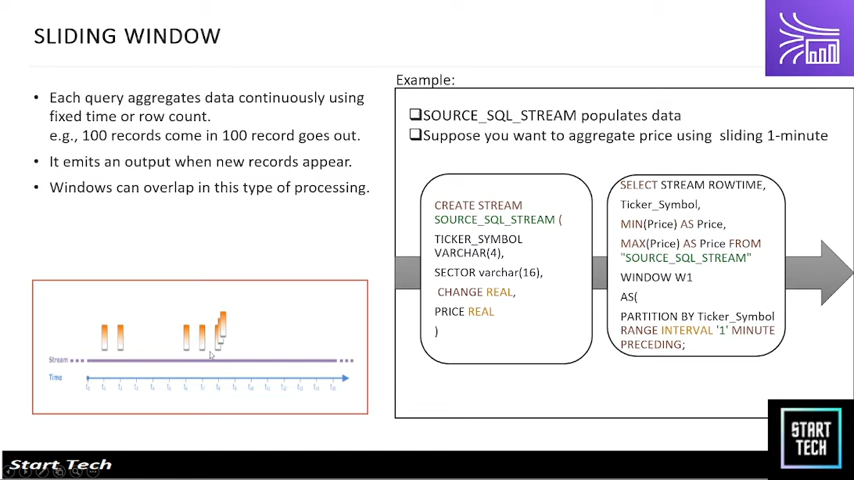 SLIDING WINDOW
• Each query aggregates data continuously using
fixed time or row count.
e.g., 100 records come in 100 record goes out.
• It emits an output when new records appear.
• Windows can overlap in this type of processing.
Stream
Time
Example:
❑SOURCE_SQL_STREAM populates data
❑Suppose you want to aggregate price using sliding 1-minute
CREATE STREAM
SOURCE_SQL_STREAM (
TICKER_SYMBOL
VARCHAR(4),
SECTOR varchar(16),
CHANGE REAL,
PRICE REAL
)
SELECT STREAM ROWTIME,
Ticker_Symbol,
MIN(Price) AS Price,
MAX(Price) AS Price FROM
"SOURCE_SQL_STREAM"
WINDOW W1
AS(
PARTITION BY Ticker_Symbol
RANGE INTERVAL '1' MINUTE
PRECEDING;
START
TECH
Start Tech